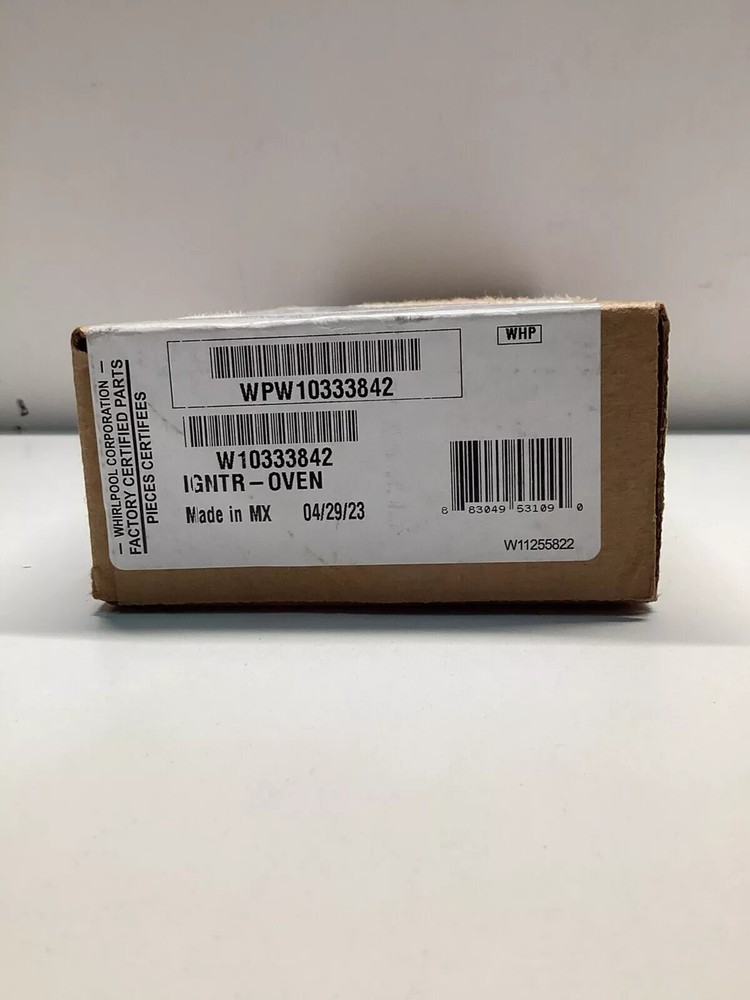 WHIRLPOOL CORPORATION
FACTORY CERTIFIED PARTS
PIECES CERTIFEES
WHP
WPW10333842
W10333842
IGNTR-OVEN
Made in MX 04/29/23
8 83049 53109 0
W11255822